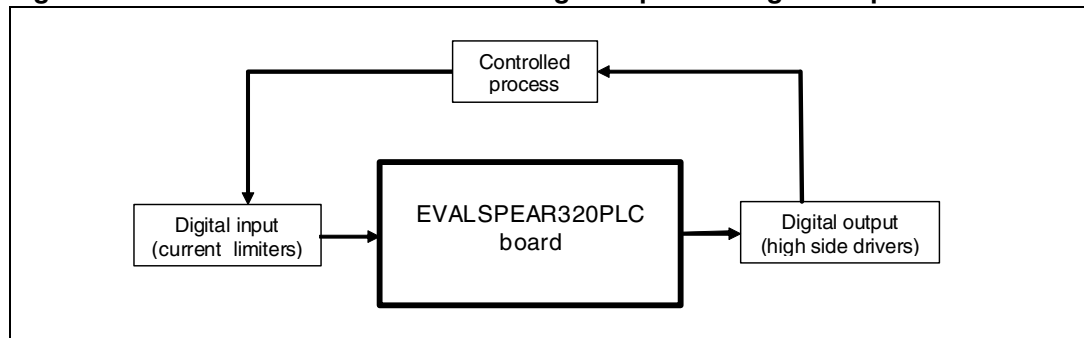 Controlled
process
Digital input
(current limiters)
EVALSPEAR320PLC
board
Digital output
(high side drivers)